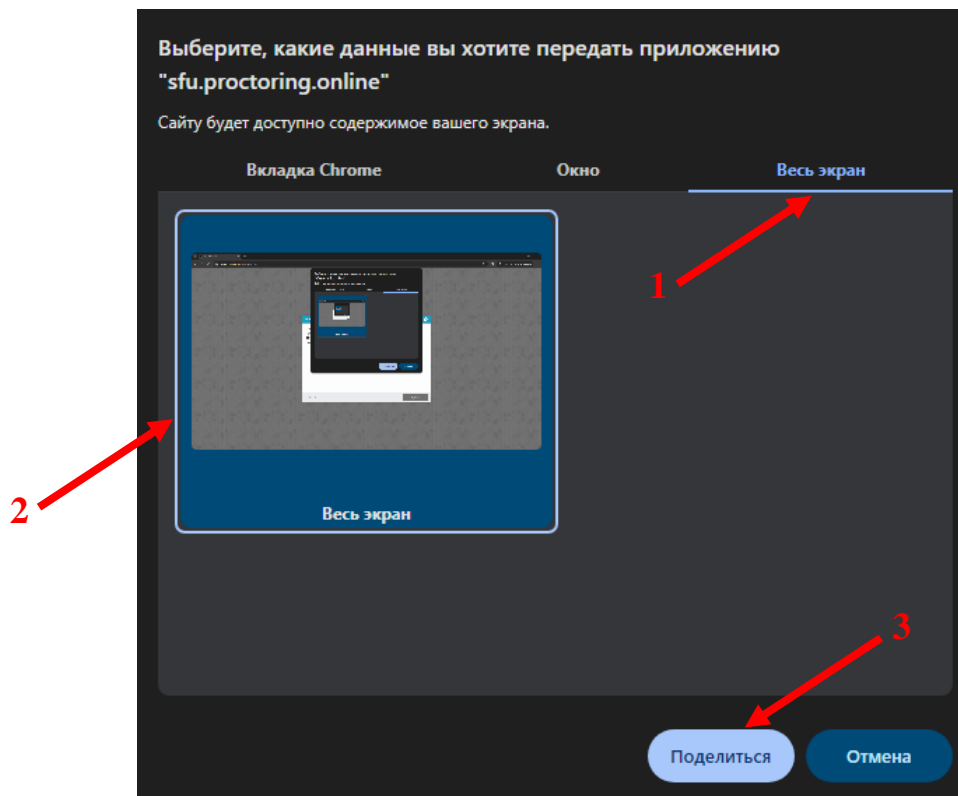 Выберите, какие данные вы хотите передать приложению
"sfu.proctoring.online"
Сайту будет доступно содержимое вашего экрана.
Вкладка Chrome Окно Весь экран
1
2
Весь экран
3
Поделиться Отмена